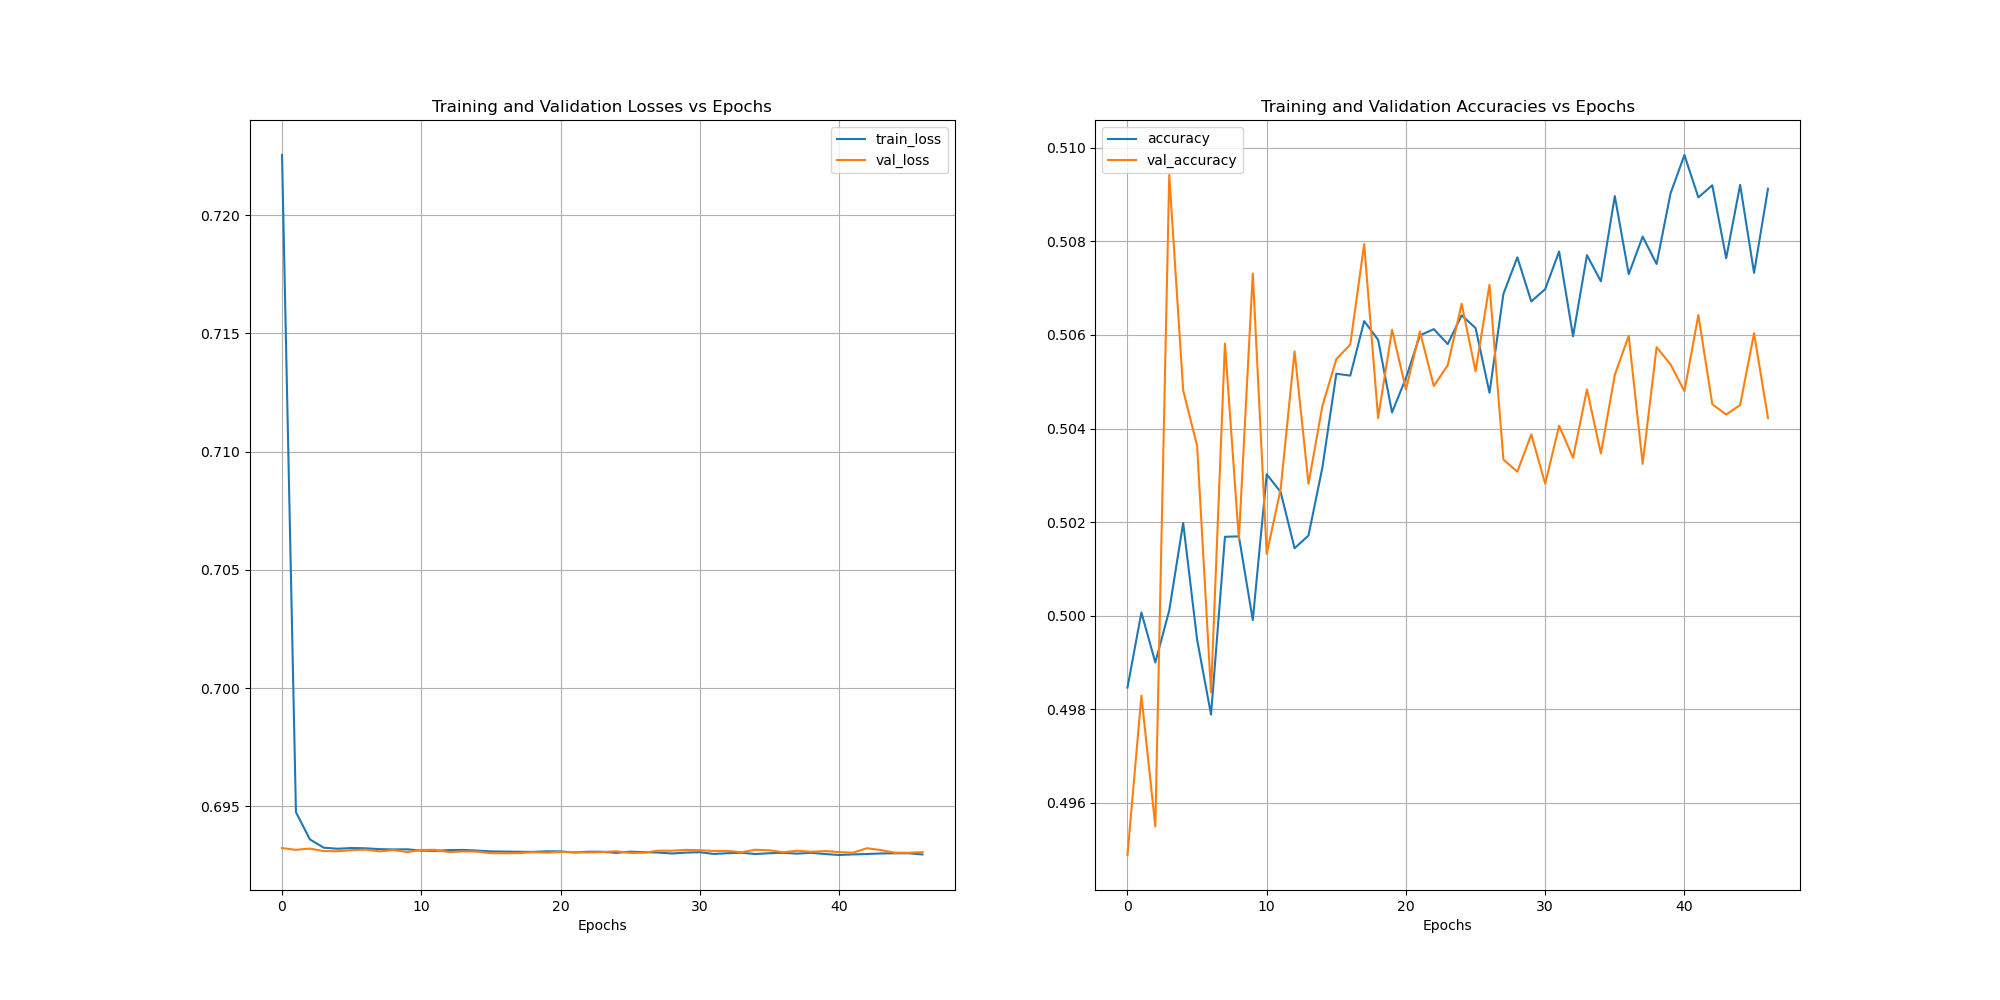 Training and Validation Losses vs Epochs
train_loss
val_loss
0.720
0.715
0.710
0.705
0.700
0.695
0 10 20 30 40
Epochs
Training and Validation Accuracies vs Epochs
accuracy
val_accuracy
0.510
0.508
0.506
0.504
0.502
0.500
0.498
0.496
0 10 20 30 40
Epochs